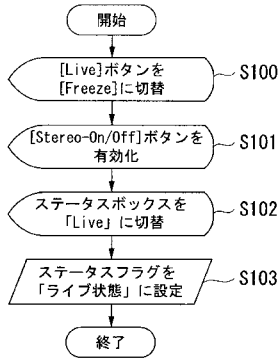 開始
[Live]ボタンを
[Freeze]に切替
S100
[Stereo-On/Off]ボタンを
有効化
S101
ステータスボックスを
「Live」に切替
S102
ステータスフラグを
「ライブ状態」に設定
S103
終了